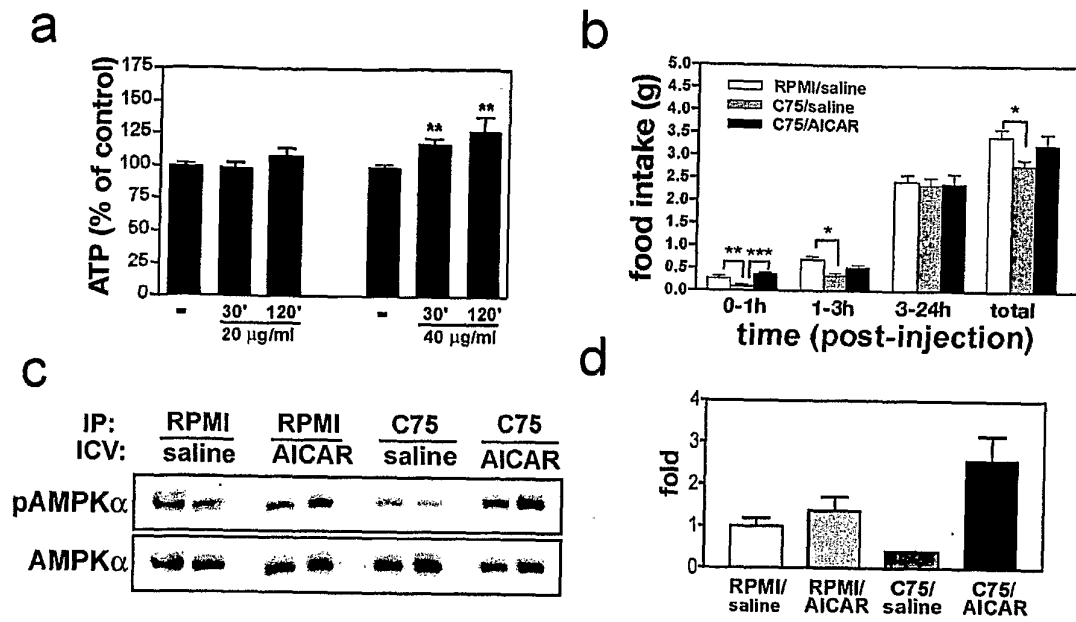 a
ATP (% of control)
175
150
125
100
75
50
25
0
** **
- 30' 120' - 30' 120'
20 µg/ml 40 µg/ml
b
food intake (g)
5.0
4.5
4.0
3.5
3.0
2.5
2.0
1.5
1.0
0.5
0.0
RPMI/saline
C75/saline
C75/AICAR
** ***
*
*
0-1h 1-3h 3-24h total
time (post-injection)
c
IP: RPMI RPMI C75 C75
ICV: saline AICAR saline AICAR
pAMPKα
AMPKα
d
fold
4
3
2
1
0
RPMI/ RPMI/ C75/ C75/
saline AICAR saline AICAR